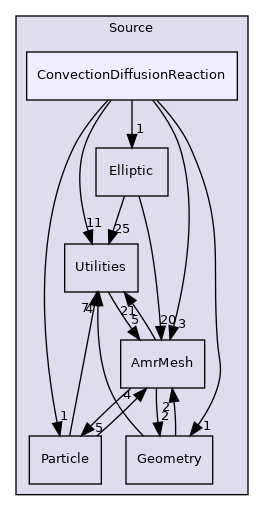 Source
ConvectionDiffusionReaction
1
Elliptic
11
25
Utilities
7
4
21
5
20
3
AmrMesh
4
2
2
1
5
1
Particle
Geometry